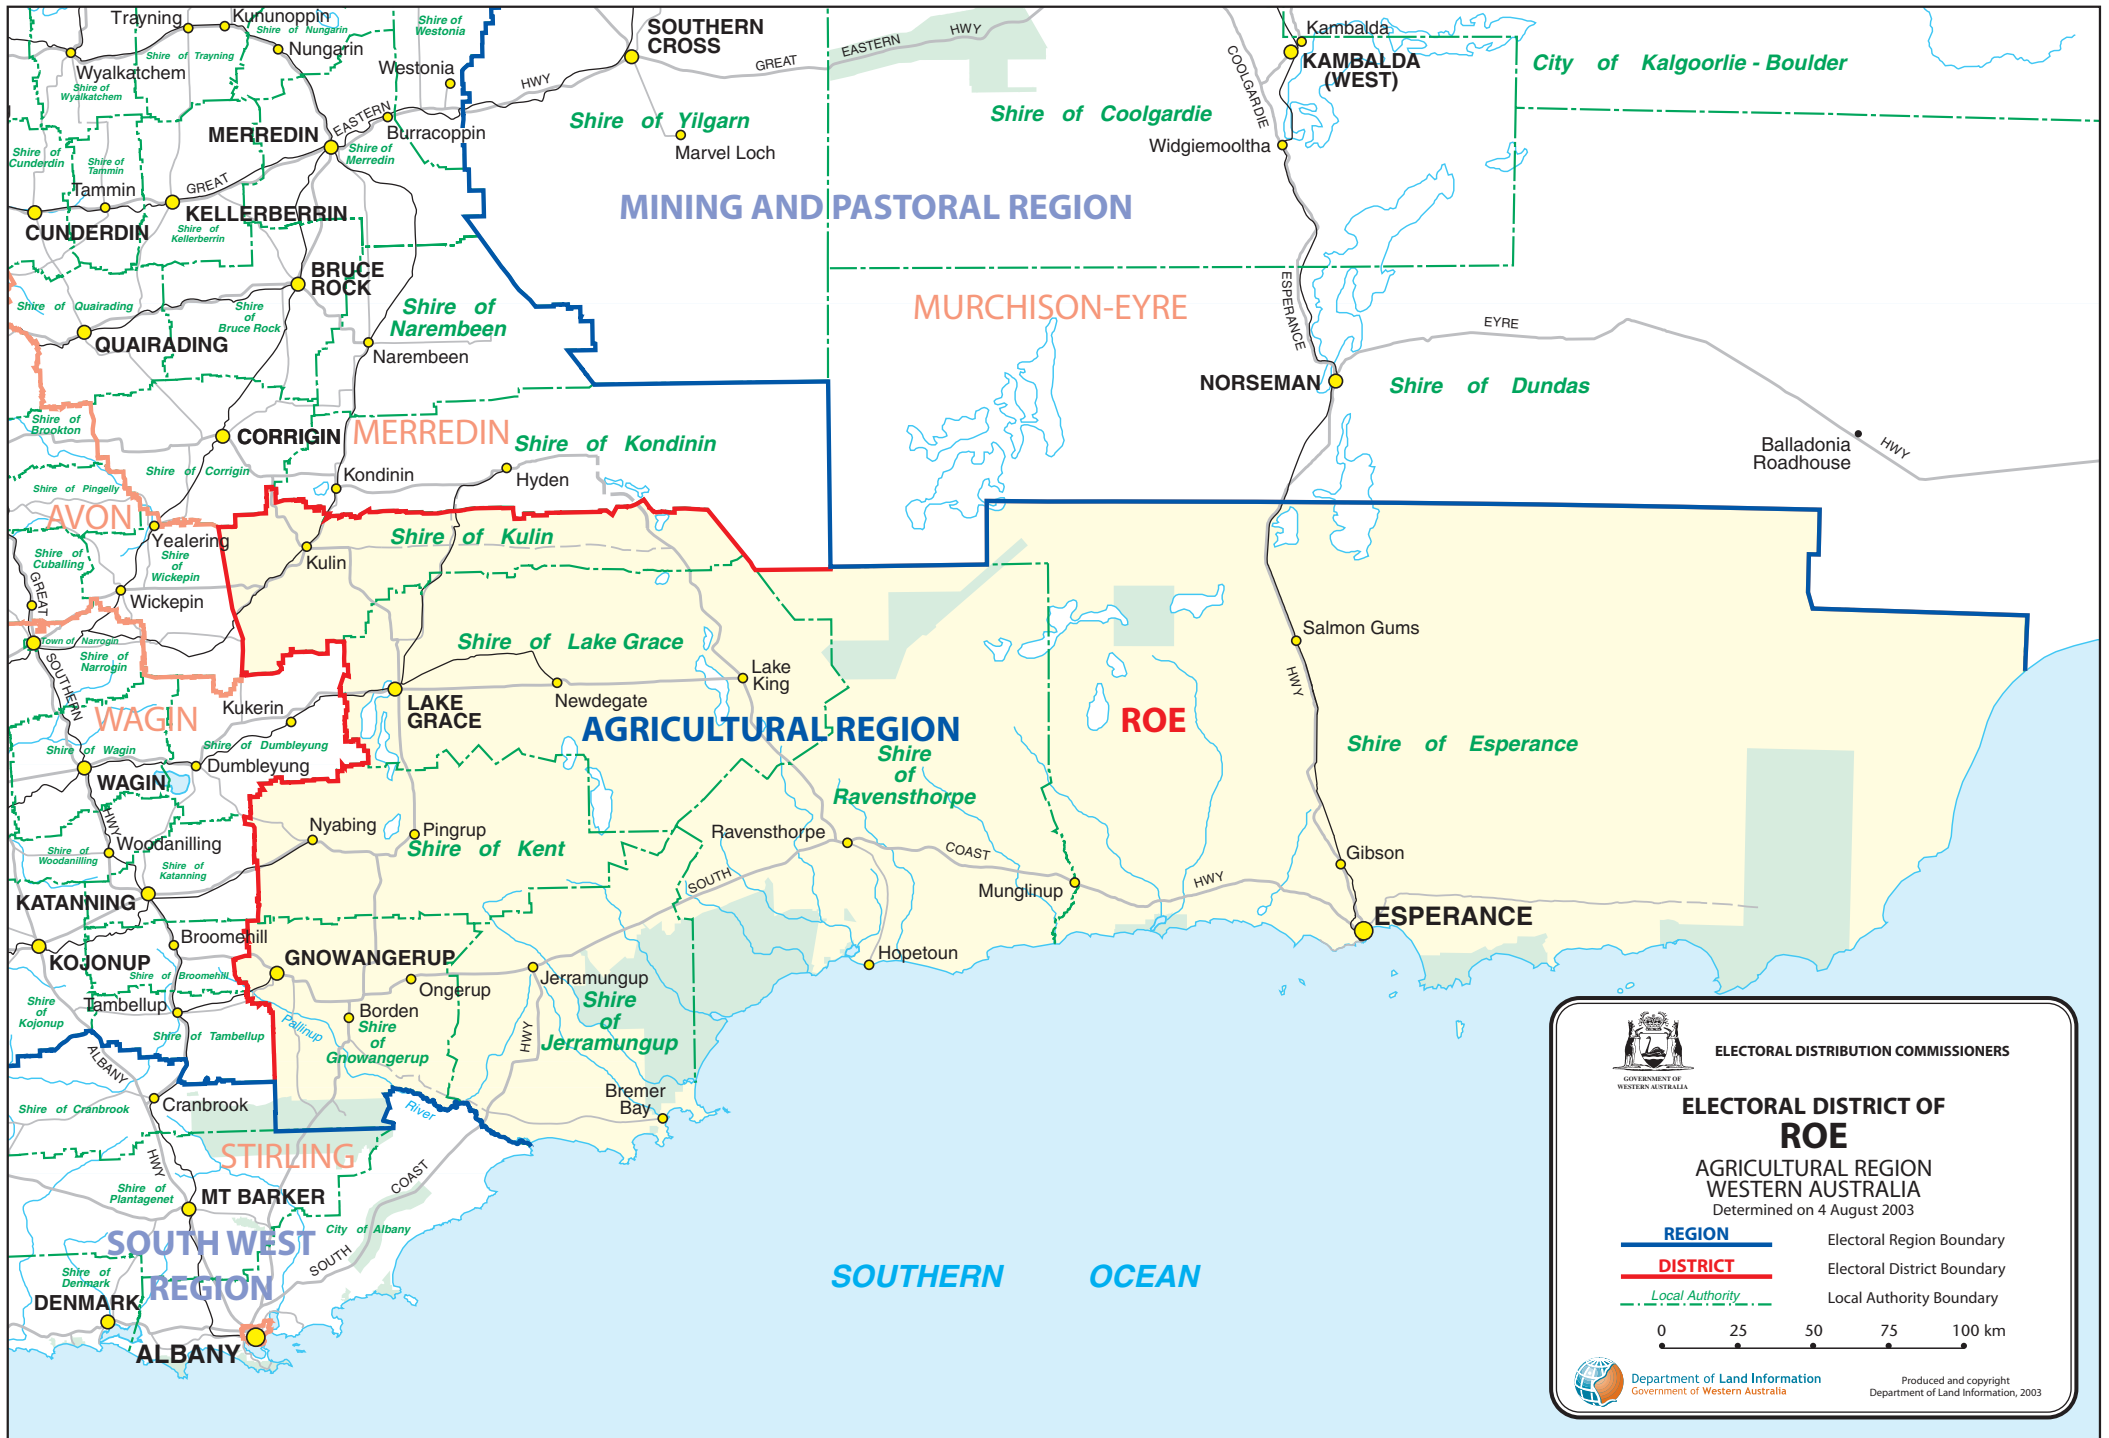 Trayning
Kununoppin
Shire of Nungarin
Shire of
Westonia
SOUTHERN
CROSS
HWY
EASTERN
GREAT
Kambalda
KAMBALDA
(WEST)
City of Kalgoorlie - Boulder
Nungarin
Shire of Trayning
Wyalkatchem
Shire of
Wyalkatchem
Westonia
HWY
COOLGARDIE
Shire of Yilgarn
Shire of Coolgardie
MERREDIN
EASTERN
Burracoppin
Shire of
Merredin
Marvel Loch
Widgiemooltha
Shire of
Cunderdin
Shire of
Tammin
Tammin
GREAT
KELLERBERRIN
Shire of
Kellerberrin
CUNDERDIN
MINING AND PASTORAL REGION
BRUCE
ROCK
Shire of Quairading
Shire
of
Bruce Rock
Shire of
Narembeen
MURCHISON-EYRE
ESPERANCE
EYRE
QUAIRADING
Narembeen
NORSEMAN
Shire of Dundas
Shire of
Brookton
CORRIGIN
MERREDIN
Shire of Kondinin
Balladonia
Roadhouse
HWY
Shire of Corrigin
Kondinin
Hyden
Shire of Pingelly
AVON
Yealering
Shire of Kulin
Shire of
Cuballing
Shire
of
Wickepin
Kulin
GREAT
Wickepin
Salmon Gums
Town of Narrogin
Shire of
Narrogin
Shire of Lake Grace
SOUTHERN
Lake
King
HWY
Newdegate
LAKE
GRACE
Kukerin
WAGIN
AGRICULTURAL REGION
ROE
Shire of Wagin
Shire of Dumbleyung
Dumbleyung
Shire of Esperance
Shire
of
Ravensthorpe
WAGIN
HWY
Nyabing
Pingrup
Ravensthorpe
Woodanilling
Shire of
Woodanilling
Shire of Kent
COAST
Gibson
Shire of
Katanning
SOUTH
Munglinup
HWY
KATANNING
ESPERANCE
Broomehill
GNOWANGERUP
Hopetoun
KOJONUP
Shire of Broomehill
Jerramungup
Ongerup
Shire
of
Kojonup
Tambellup
Borden
Shire
of
Jerramungup
Pallinup
Shire
of
Gnowangerup
HWY
Shire of Tambellup
ALBANY
Bremer
Bay
Shire of Cranbrook
Cranbrook
River
STIRLING
HWY
COAST
Shire of
Plantagenet
MT BARKER
City of Albany
SOUTH WEST
REGION
SOUTH
Shire of
Denmark
DENMARK
ALBANY
SOUTHERN OCEAN
GOVERNMENT OF
WESTERN AUSTRALIA
ELECTORAL DISTRIBUTION COMMISSIONERS
ELECTORAL DISTRICT OF
ROE
AGRICULTURAL REGION
WESTERN AUSTRALIA
Determined on 4 August 2003
REGION Electoral Region Boundary
DISTRICT Electoral District Boundary
Local Authority Local Authority Boundary
0 25 50 75 100 km
Department of Land Information
Government of Western Australia
Produced and copyright
Department of Land Information, 2003